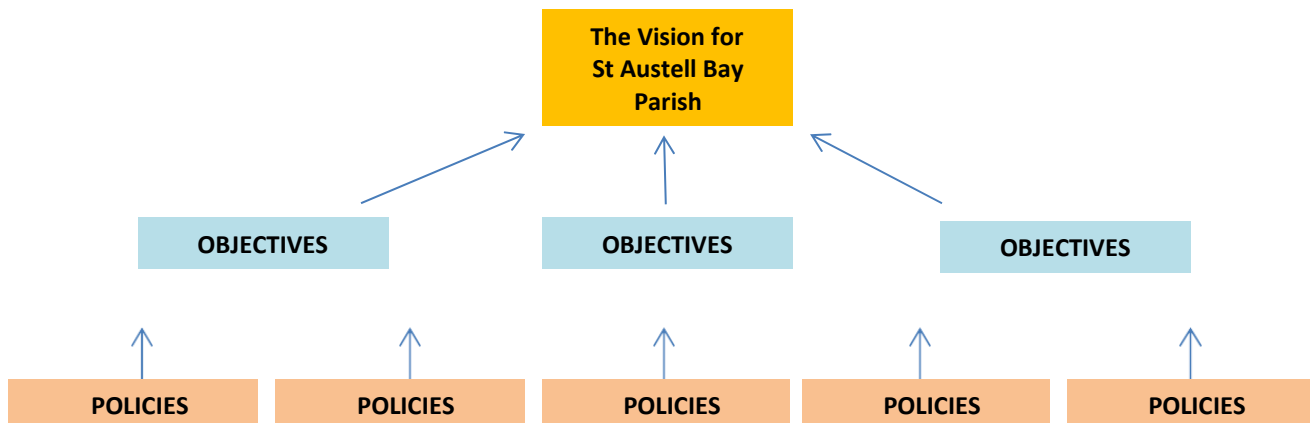 The Vision for
St Austell Bay
Parish
OBJECTIVES
OBJECTIVES
OBJECTIVES
POLICIES
POLICIES
POLICIES
POLICIES
POLICIES